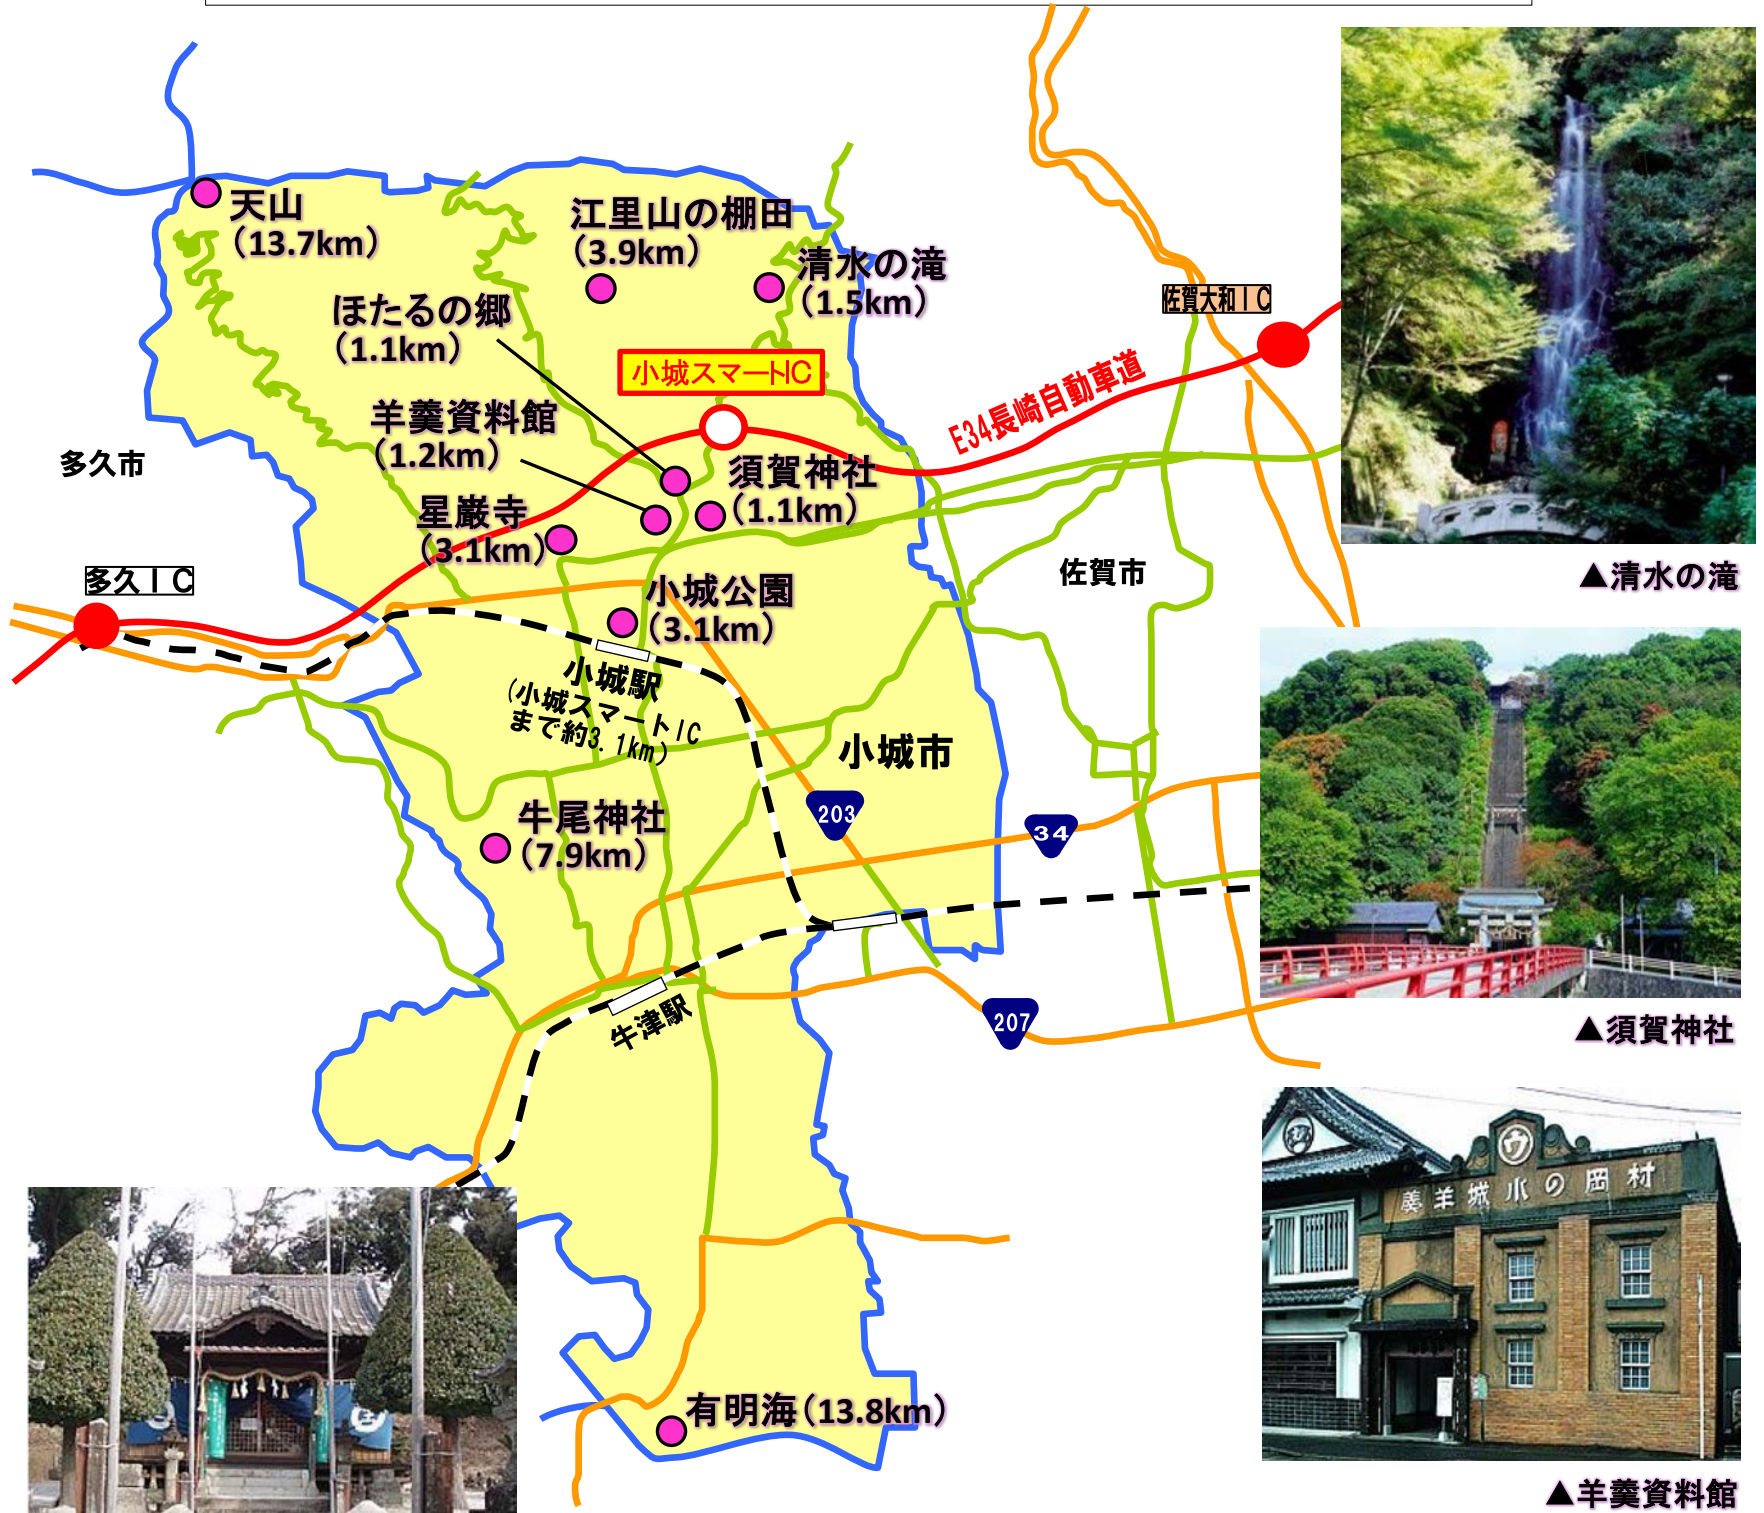 天山
(13.7km)
江里山の棚田
(3.9km)
清水の滝
(1.5km)
佐賀大和IC
ほたるの郷
(1.1km)
小城スマートIC
E34長崎自動車道
羊羹資料館
(1.2km)
多久市
須賀神社
(1.1km)
星巌寺
(3.1km)
多久IC
佐賀市
▲清水の滝
小城公園
(3.1km)
小城駅
(小城スマートIC
まで約3.1km)
小城市
203
34
牛尾神社
(7.9km)
207
牛津駅
▲須賀神社
村岡の小城羊羹
有明海(13.8km)
▲羊羹資料館